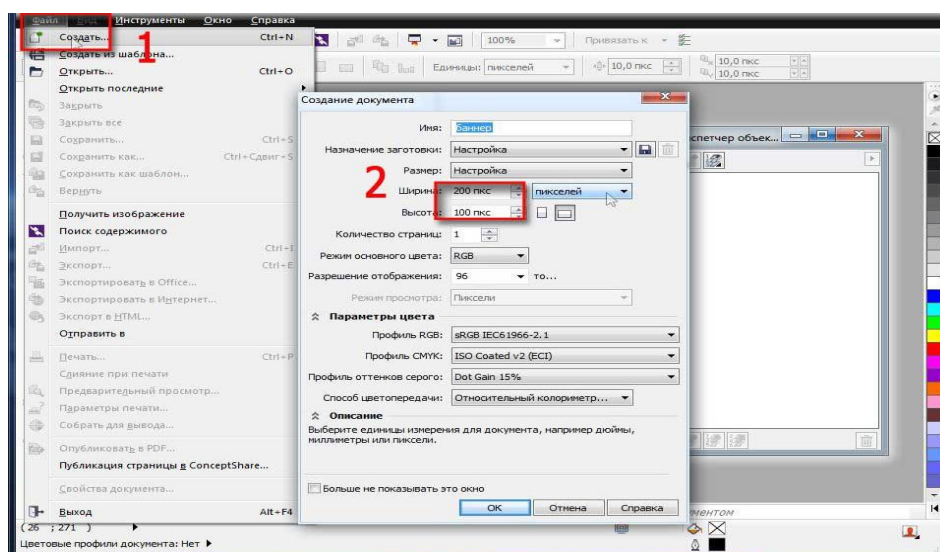 Файл Вид Инструменты Окно Справка
Создать... Ctrl+N
1
Создать из шаблона...
Открыть... Ctrl+O
Открыть последние
Закрыть
Закрыть все
Сохранить... Ctrl+S
Сохранить как... Ctrl+Сдвиг+S
Сохранить как шаблон...
Вернуть
Получить изображение
Поиск содержимого
Импорт... Ctrl+I
Экспорт... Ctrl+E
Экспортировать в Office...
Экспортировать в Интернет...
Экспорт в HTML...
Отправить в
Печать... Ctrl+P
Слияние при печати
Предварительный просмотр...
Параметры печати...
Собрать для вывода...
Опубликовать в PDF...
Публикация страницы в ConceptShare...
Свойства документа...
Выход Alt+F4
100% Привязать к
Единицы: пикселей 10,0 пкс 10,0 пкс
10,0 пкс
Создание документа
Имя: баннер
Назначение заготовки: Настройка
Размер: Настройка
2
Ширина: 200 пкс пикселей
Высота: 100 пкс
Количество страниц: 1
Режим основного цвета: RGB
Разрешение отображения: 96 то...
Режим просмотра: Пиксели
Параметры цвета
Профиль RGB: sRGB IEC61966-2.1
Профиль CMYK: ISO Coated v2 (ECI)
Профиль оттенков серого: Dot Gain 15%
Способ цветопередачи: Относительный колориметр...
Описание
Выберите единицы измерения для документа, например дюймы,
миллиметры или пиксели.
Больше не показывать это окно
ОК Отмена Справка
спетчер объек...
ментом
(26 ; 271 )
Цветовые профили документа: Нет